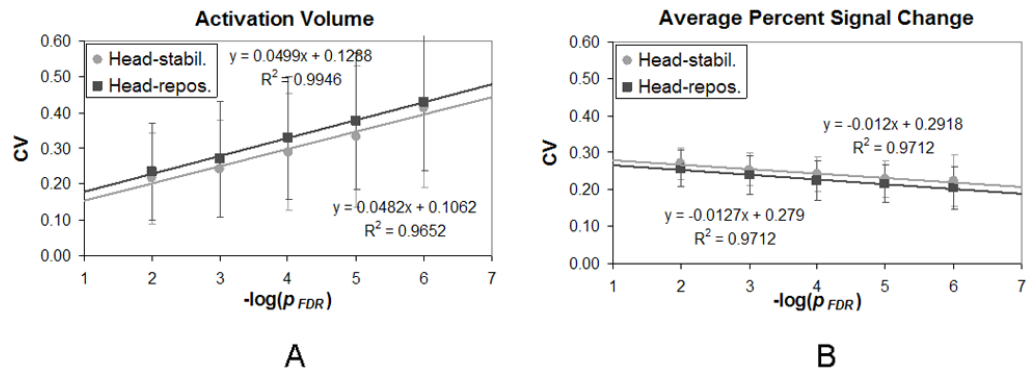 Activation Volume
0.60
0.50
0.40
0.30
0.20
0.10
0.00
CV
Head-stabil.
Head-repos.
y = 0.0499x + 0.1288
R² = 0.9946
y = 0.0482x + 0.1062
R² = 0.9652
1 2 3 4 5 6 7
-log(p FDR)
A
Average Percent Signal Change
0.60
0.50
0.40
0.30
0.20
0.10
0.00
CV
Head-stabil.
Head-repos.
y = -0.012x + 0.2918
R² = 0.9712
y = -0.0127x + 0.279
R² = 0.9712
1 2 3 4 5 6 7
-log(p FDR)
B